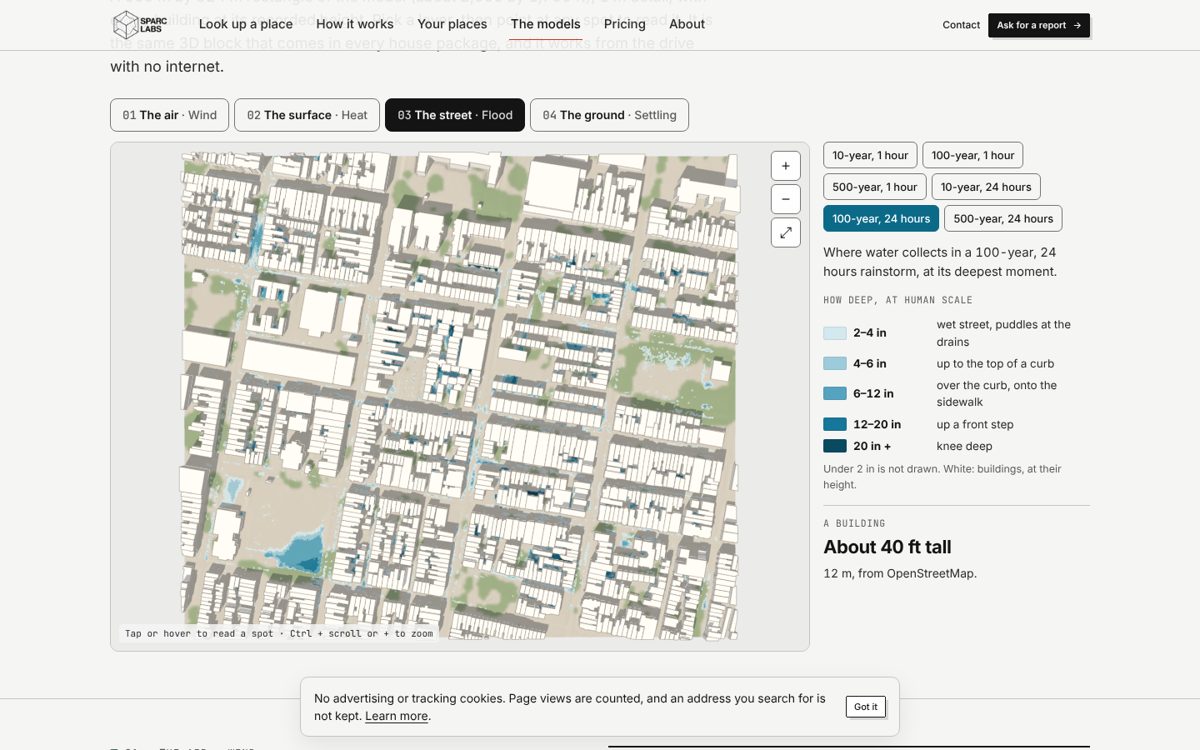 SPARC
LABS
Look up a place
How it works
Your places
The models
Pricing
About
Contact
Ask for a report →
the same 3D block that comes in every house package, and it works from the drive
with no internet.
01 The air · Wind
02 The surface · Heat
03 The street · Flood
04 The ground · Settling
+
−
10-year, 1 hour
100-year, 1 hour
500-year, 1 hour
10-year, 24 hours
100-year, 24 hours
500-year, 24 hours
Where water collects in a 100-year, 24
hours rainstorm, at its deepest moment.
HOW DEEP, AT HUMAN SCALE
2–4 in
wet street, puddles at the
drains
4–6 in
up to the top of a curb
6–12 in
over the curb, onto the
sidewalk
12–20 in
up a front step
20 in +
knee deep
Under 2 in is not drawn. White: buildings, at their
height.
A BUILDING
About 40 ft tall
12 m, from OpenStreetMap.
Tap or hover to read a spot · Ctrl + scroll or + to zoom
No advertising or tracking cookies. Page views are counted, and an address you search for is
not kept. Learn more.
Got it